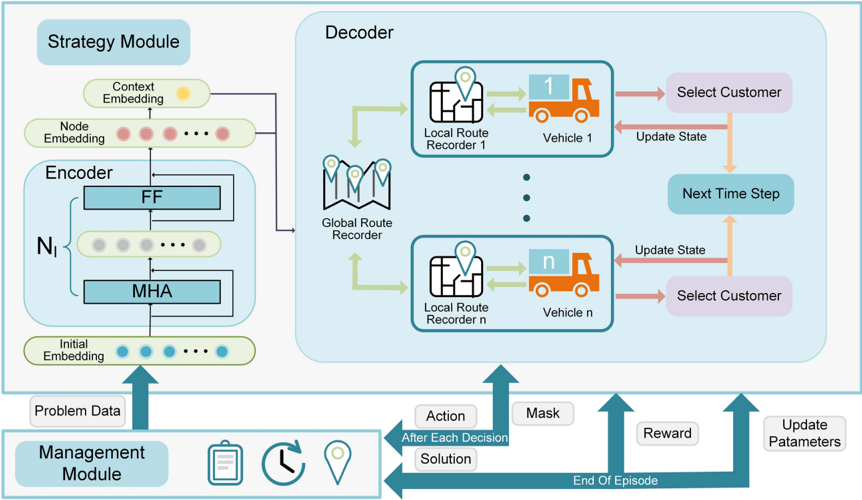 Strategy Module
Context
Embedding
Node
Embedding
Encoder
FF
N_l
MHA
Initial
Embedding
Decoder
Global Route
Recorder
Local Route
Recorder 1
1
Vehicle 1
Select Customer
Update State
Next Time Step
Local Route
Recorder n
n
Vehicle n
Update State
Select Customer
Problem Data
Management
Module
Action
Mask
After Each Decision
Solution
Reward
Update
Patameters
End Of Episode